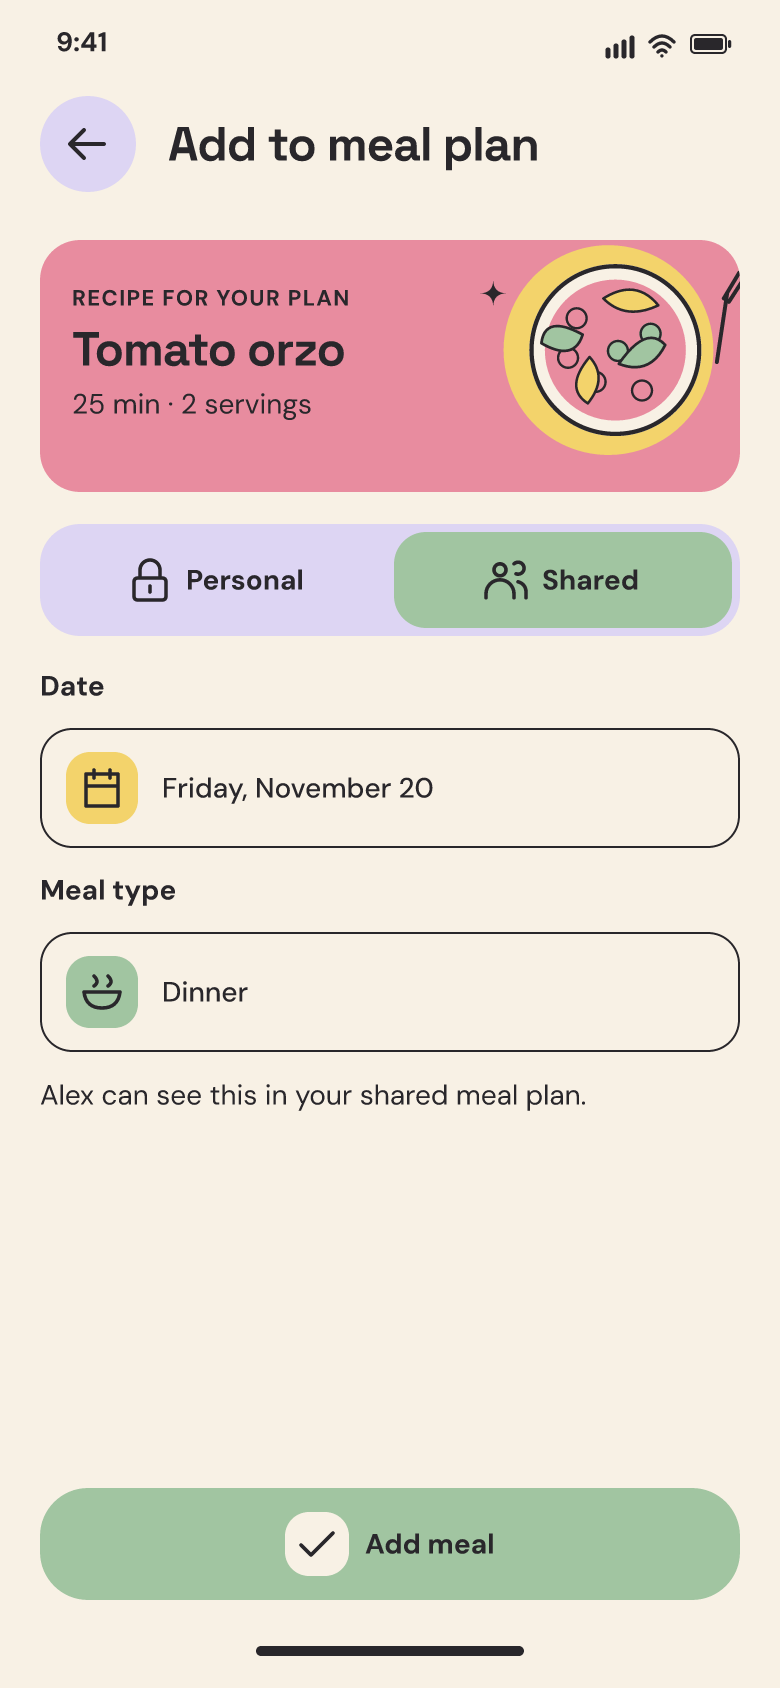 9:41
Add to meal plan
RECIPE FOR YOUR PLAN
Tomato orzo
25 min · 2 servings
Personal
Shared
Date
Friday, November 20
Meal type
Dinner
Alex can see this in your shared meal plan.
Add meal